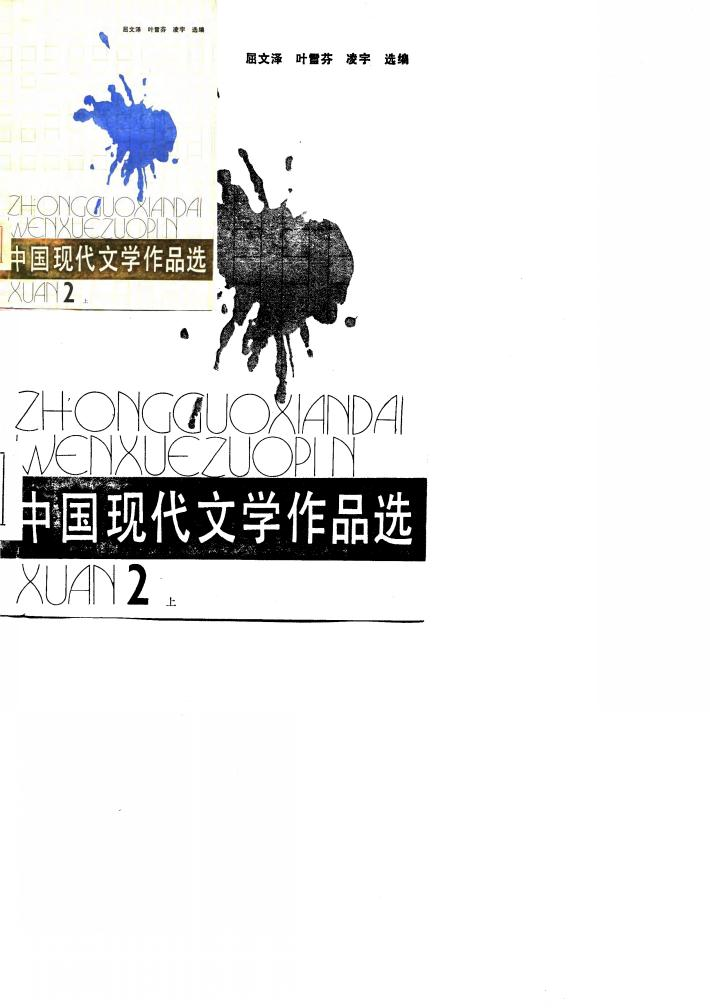 屈文泽 叶雪芬 凌宇 选编
ZHONGGUOXIANDAI
WENXUEZUOPIN
中国现代文学作品选
XUAN 2 上
屈文泽 叶雪芬 凌宇 选编
ZHONGGUOXIANDAI
WENXUEZUOPIN
中国现代文学作品选
XUAN 2 上